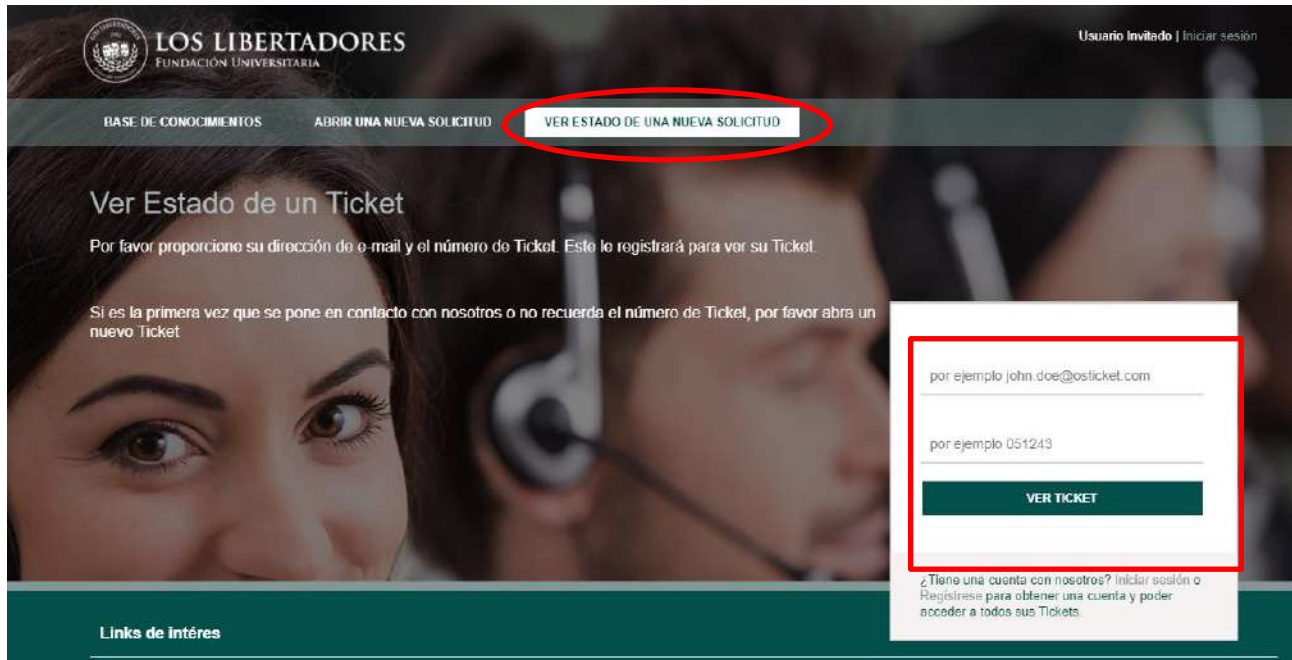 LOS LIBERTADORES
FUNDACIÓN UNIVERSITARIA
Usuario Invitado | Iniciar sesión
BASE DE CONOCIMIENTOS
ABRIR UNA NUEVA SOLICITUD
VER ESTADO DE UNA NUEVA SOLICITUD
Ver Estado de un Ticket
Por favor proporcione su dirección de e-mail y el número de Ticket. Este le registrará para ver su Ticket.
Si es la primera vez que se pone en contacto con nosotros o no recuerda el número de Ticket, por favor abra un
nuevo Ticket
por ejemplo john.doe@osticket.com
por ejemplo 051243
VER TICKET
¿Tiene una cuenta con nosotros? Iniciar sesión o
Regístrese para obtener una cuenta y poder
acceder a todos sus Tickets.
Links de intéres